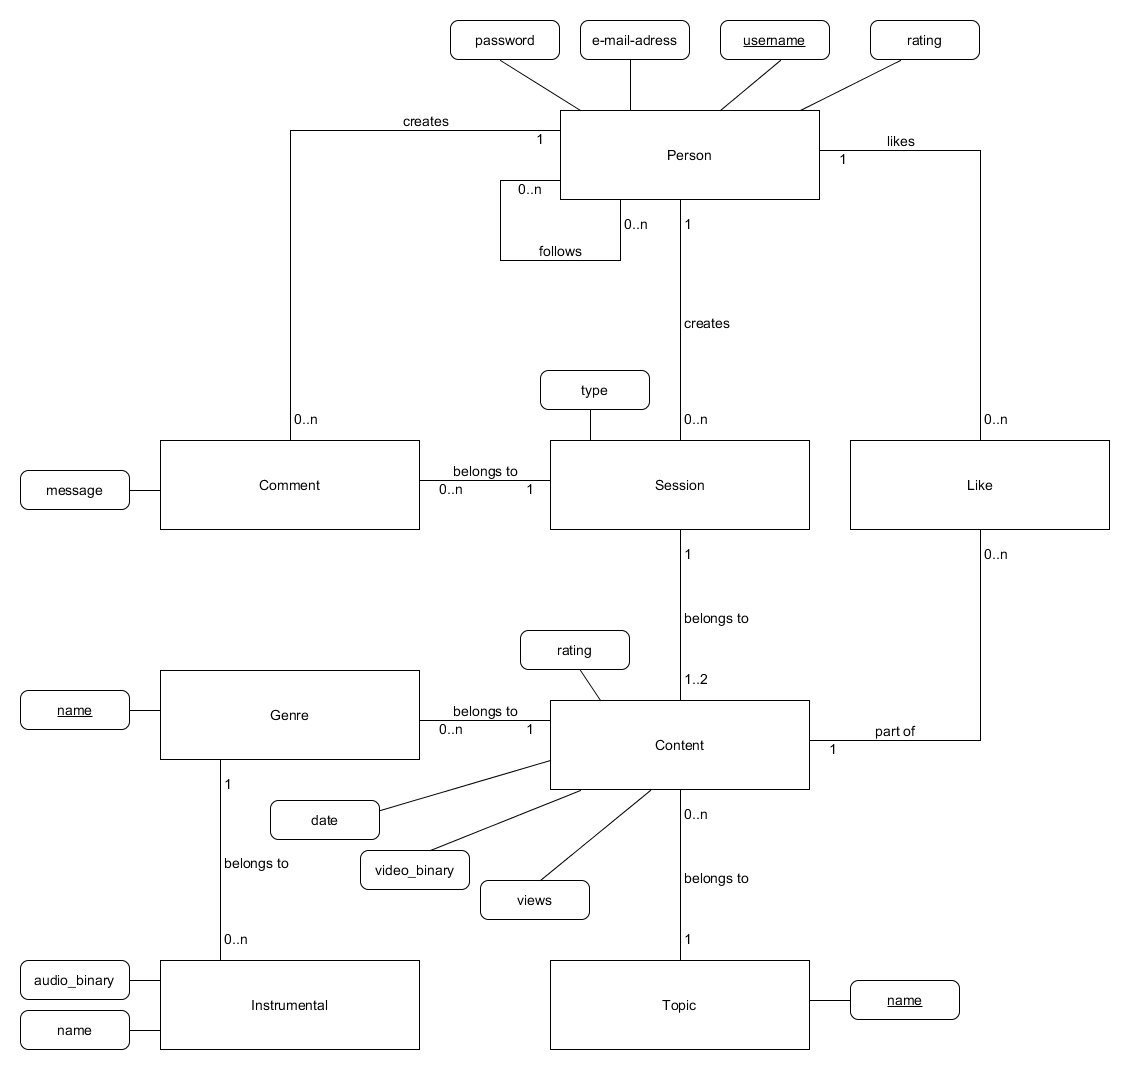 password
e-mail-adress
username
rating
creates
1
Person
likes
1
0..n
0..n
1
follows
creates
type
0..n
0..n
0..n
message
Comment
belongs to
0..n
1
Session
Like
1
0..n
belongs to
rating
1..2
name
Genre
belongs to
0..n
1
Content
part of
1
1
date
0..n
belongs to
video_binary
belongs to
views
0..n
1
audio_binary
name
Instrumental
Topic
name